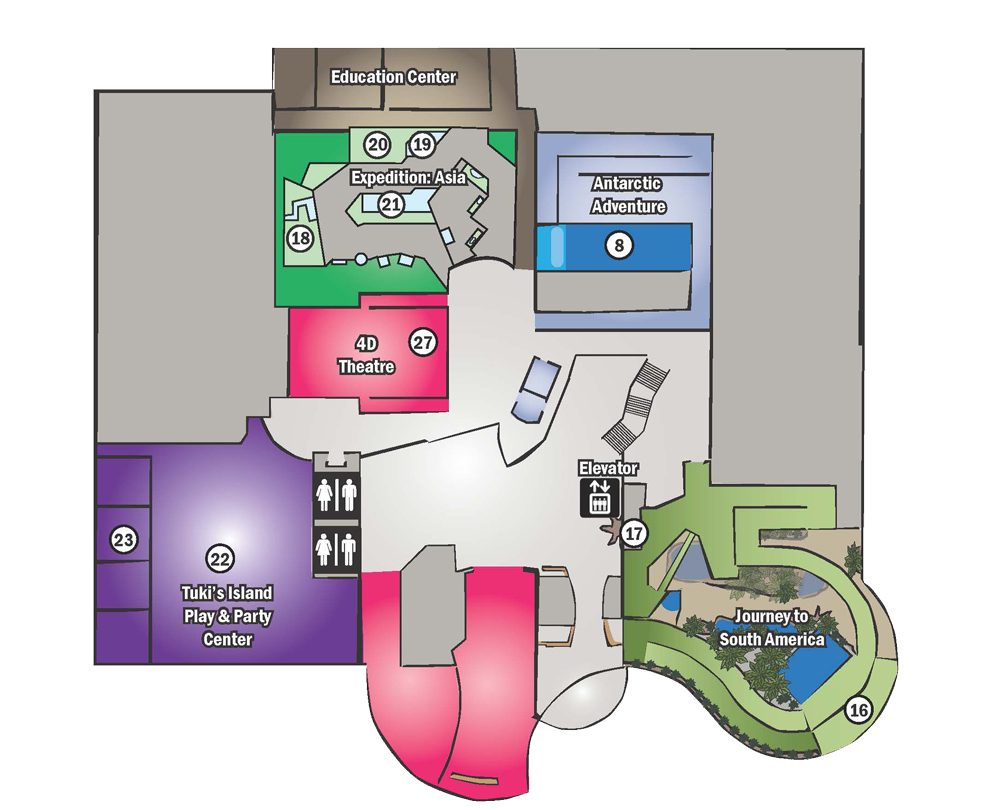 Education Center
20
19
Expedition: Asia
21
18
Antarctic
Adventure
8
4D
Theatre
27
Elevator
17
23
22
Tuki's Island
Play & Party
Center
Journey to
South America
16